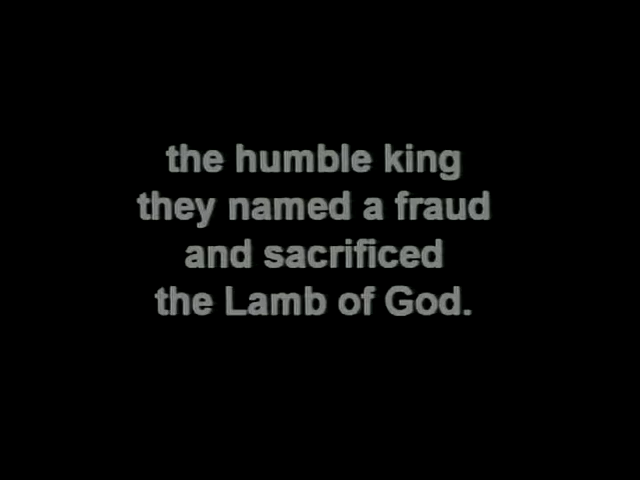 the humble king
they named a fraud
and sacrificed
the Lamb of God.